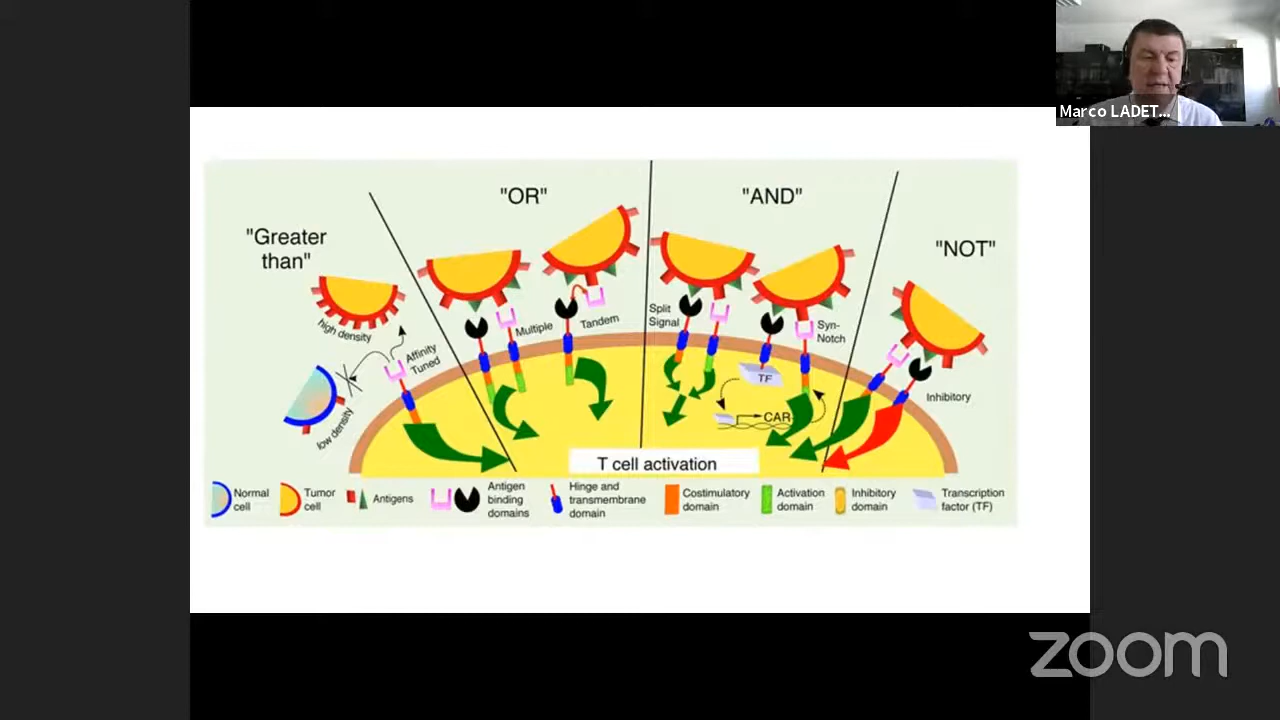 Marco LADET...
"Greater
than"
"OR"
"AND"
"NOT"
high density
low density
Affinity
Tuned
Multiple
Tandem
Split
Signal
Syn-
Notch
TF
CAR
Inhibitory
T cell activation
Normal
cell
Tumor
cell
Antigens
Antigen
binding
domains
Hinge and
transmembrane
domain
Costimulatory
domain
Activation
domain
Inhibitory
domain
Transcription
factor (TF)
zoom